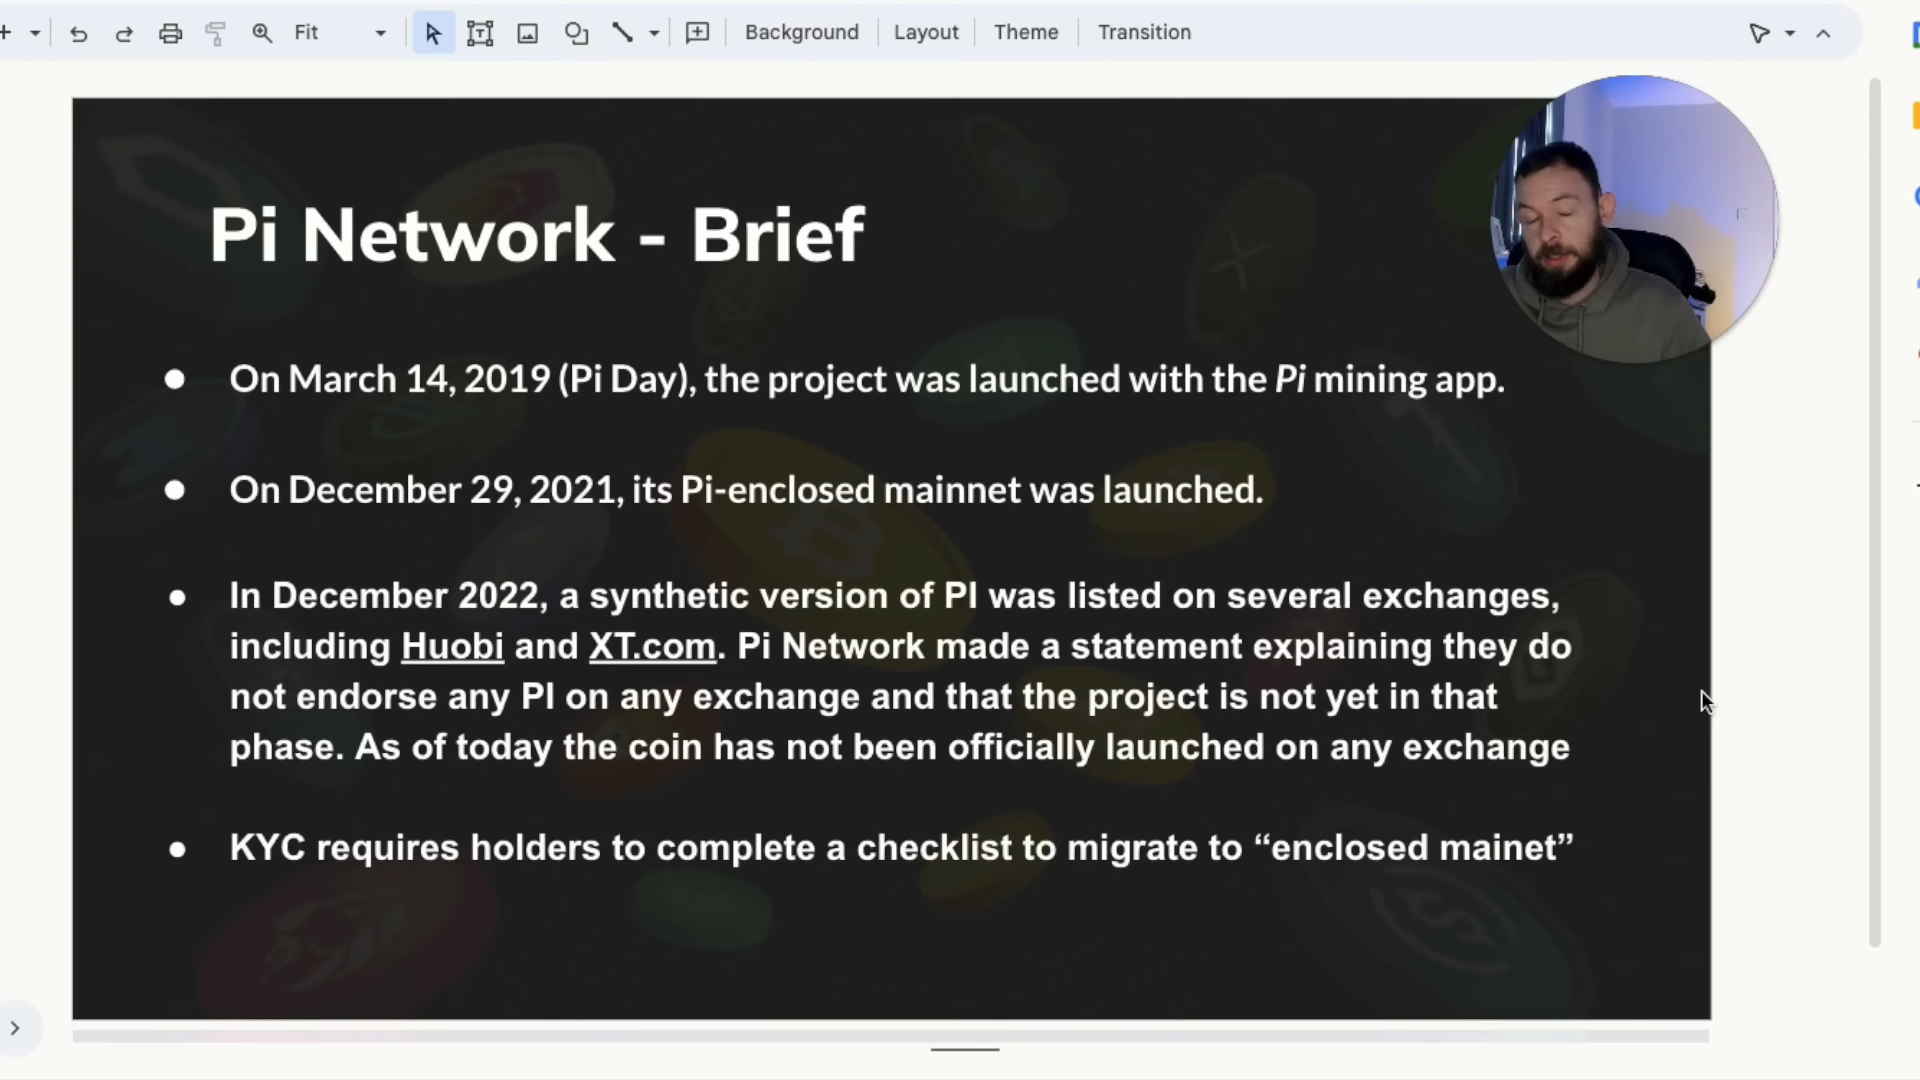 Fit
Background
Layout
Theme
Transition
Pi Network - Brief
On March 14, 2019 (Pi Day), the project was launched with the Pi mining app.
On December 29, 2021, its Pi-enclosed mainnet was launched.
In December 2022, a synthetic version of PI was listed on several exchanges,
including Huobi and XT.com. Pi Network made a statement explaining they do
not endorse any PI on any exchange and that the project is not yet in that
phase. As of today the coin has not been officially launched on any exchange
KYC requires holders to complete a checklist to migrate to “enclosed mainet”